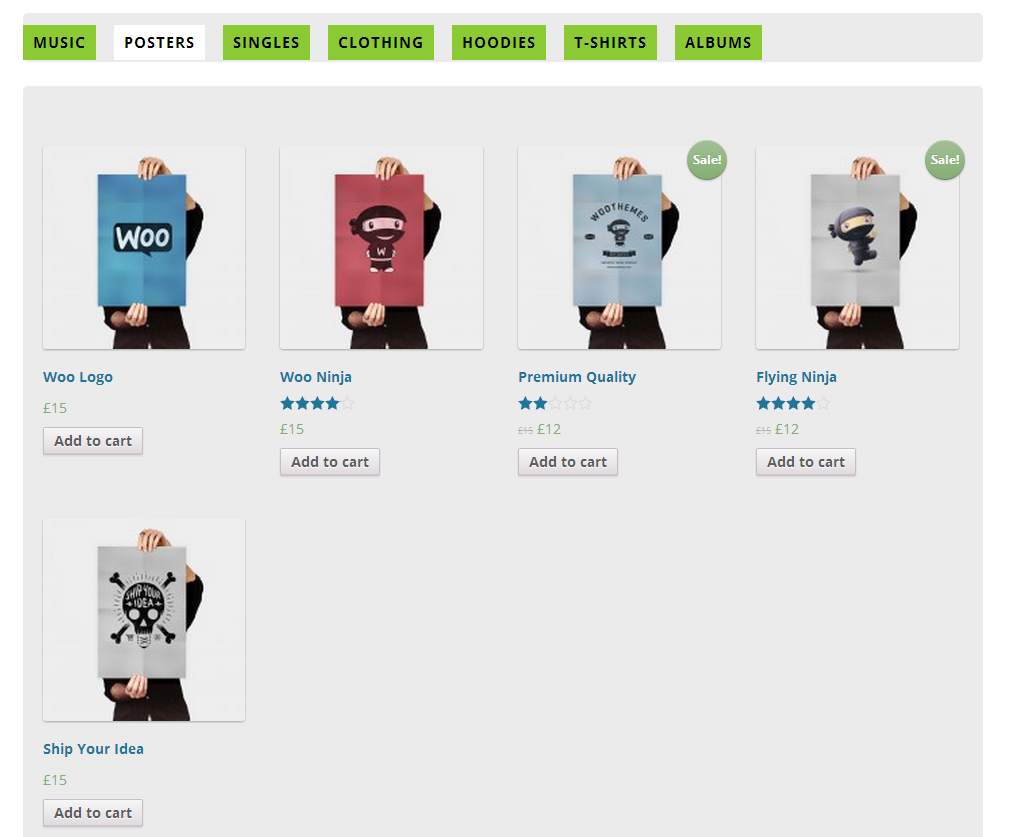 MUSIC POSTERS SINGLES CLOTHING HOODIES T-SHIRTS ALBUMS
Sale! Sale!
WOO
W
WOOTHEMES
Woo Logo
£15
Add to cart
Woo Ninja
£15
Add to cart
Premium Quality
£15 £12
Add to cart
Flying Ninja
£15 £12
Add to cart
SHIP YOUR
IDEA
Ship Your Idea
£15
Add to cart